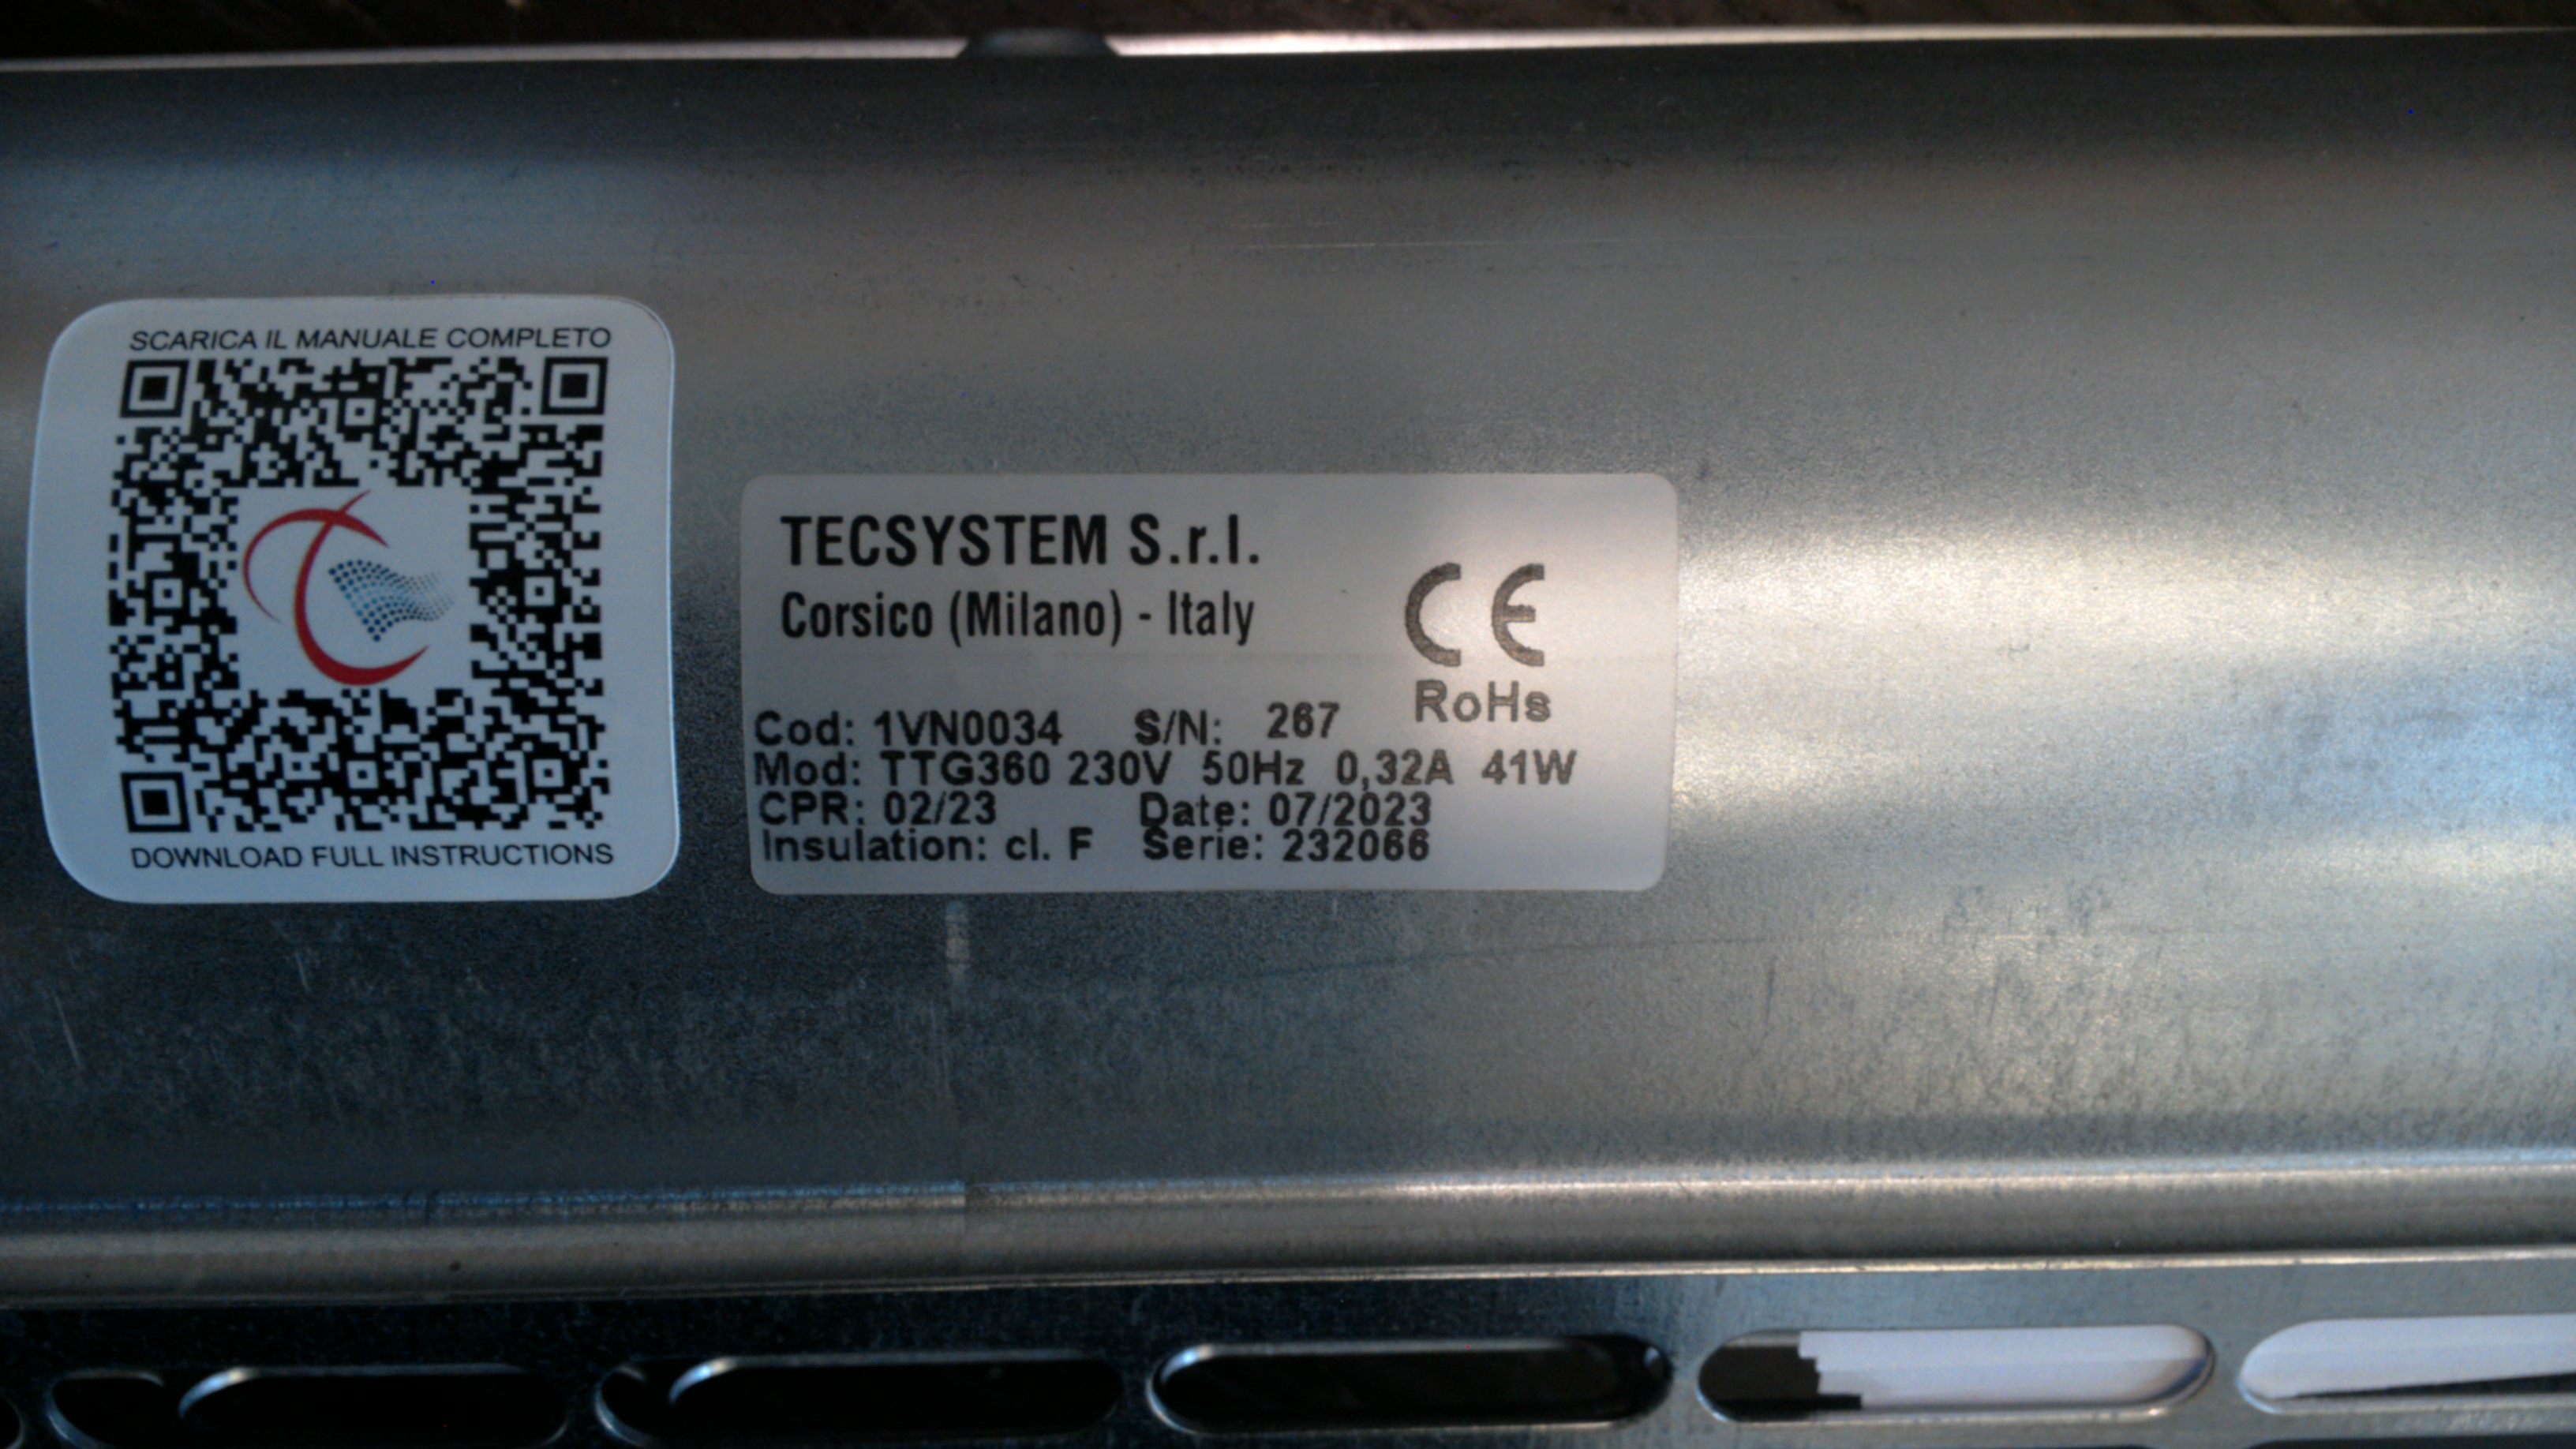 SCARICA IL MANUALE COMPLETO
DOWNLOAD FULL INSTRUCTIONS
TECSYSTEM S.r.l.
Corsico (Milano) - Italy
CE
RoHs
Cod: 1VN0034 S/N: 267
Mod: TTG360 230V 50Hz 0,32A 41W
CPR: 02/23 Date: 07/2023
Insulation: cl. F Serie: 232066